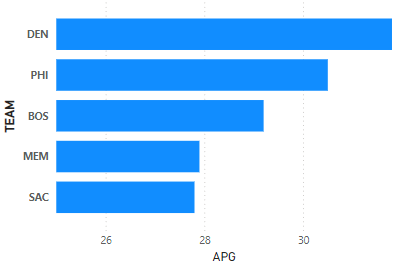 TEAM
DEN
PHI
BOS
MEM
SAC
26 28 30
APG